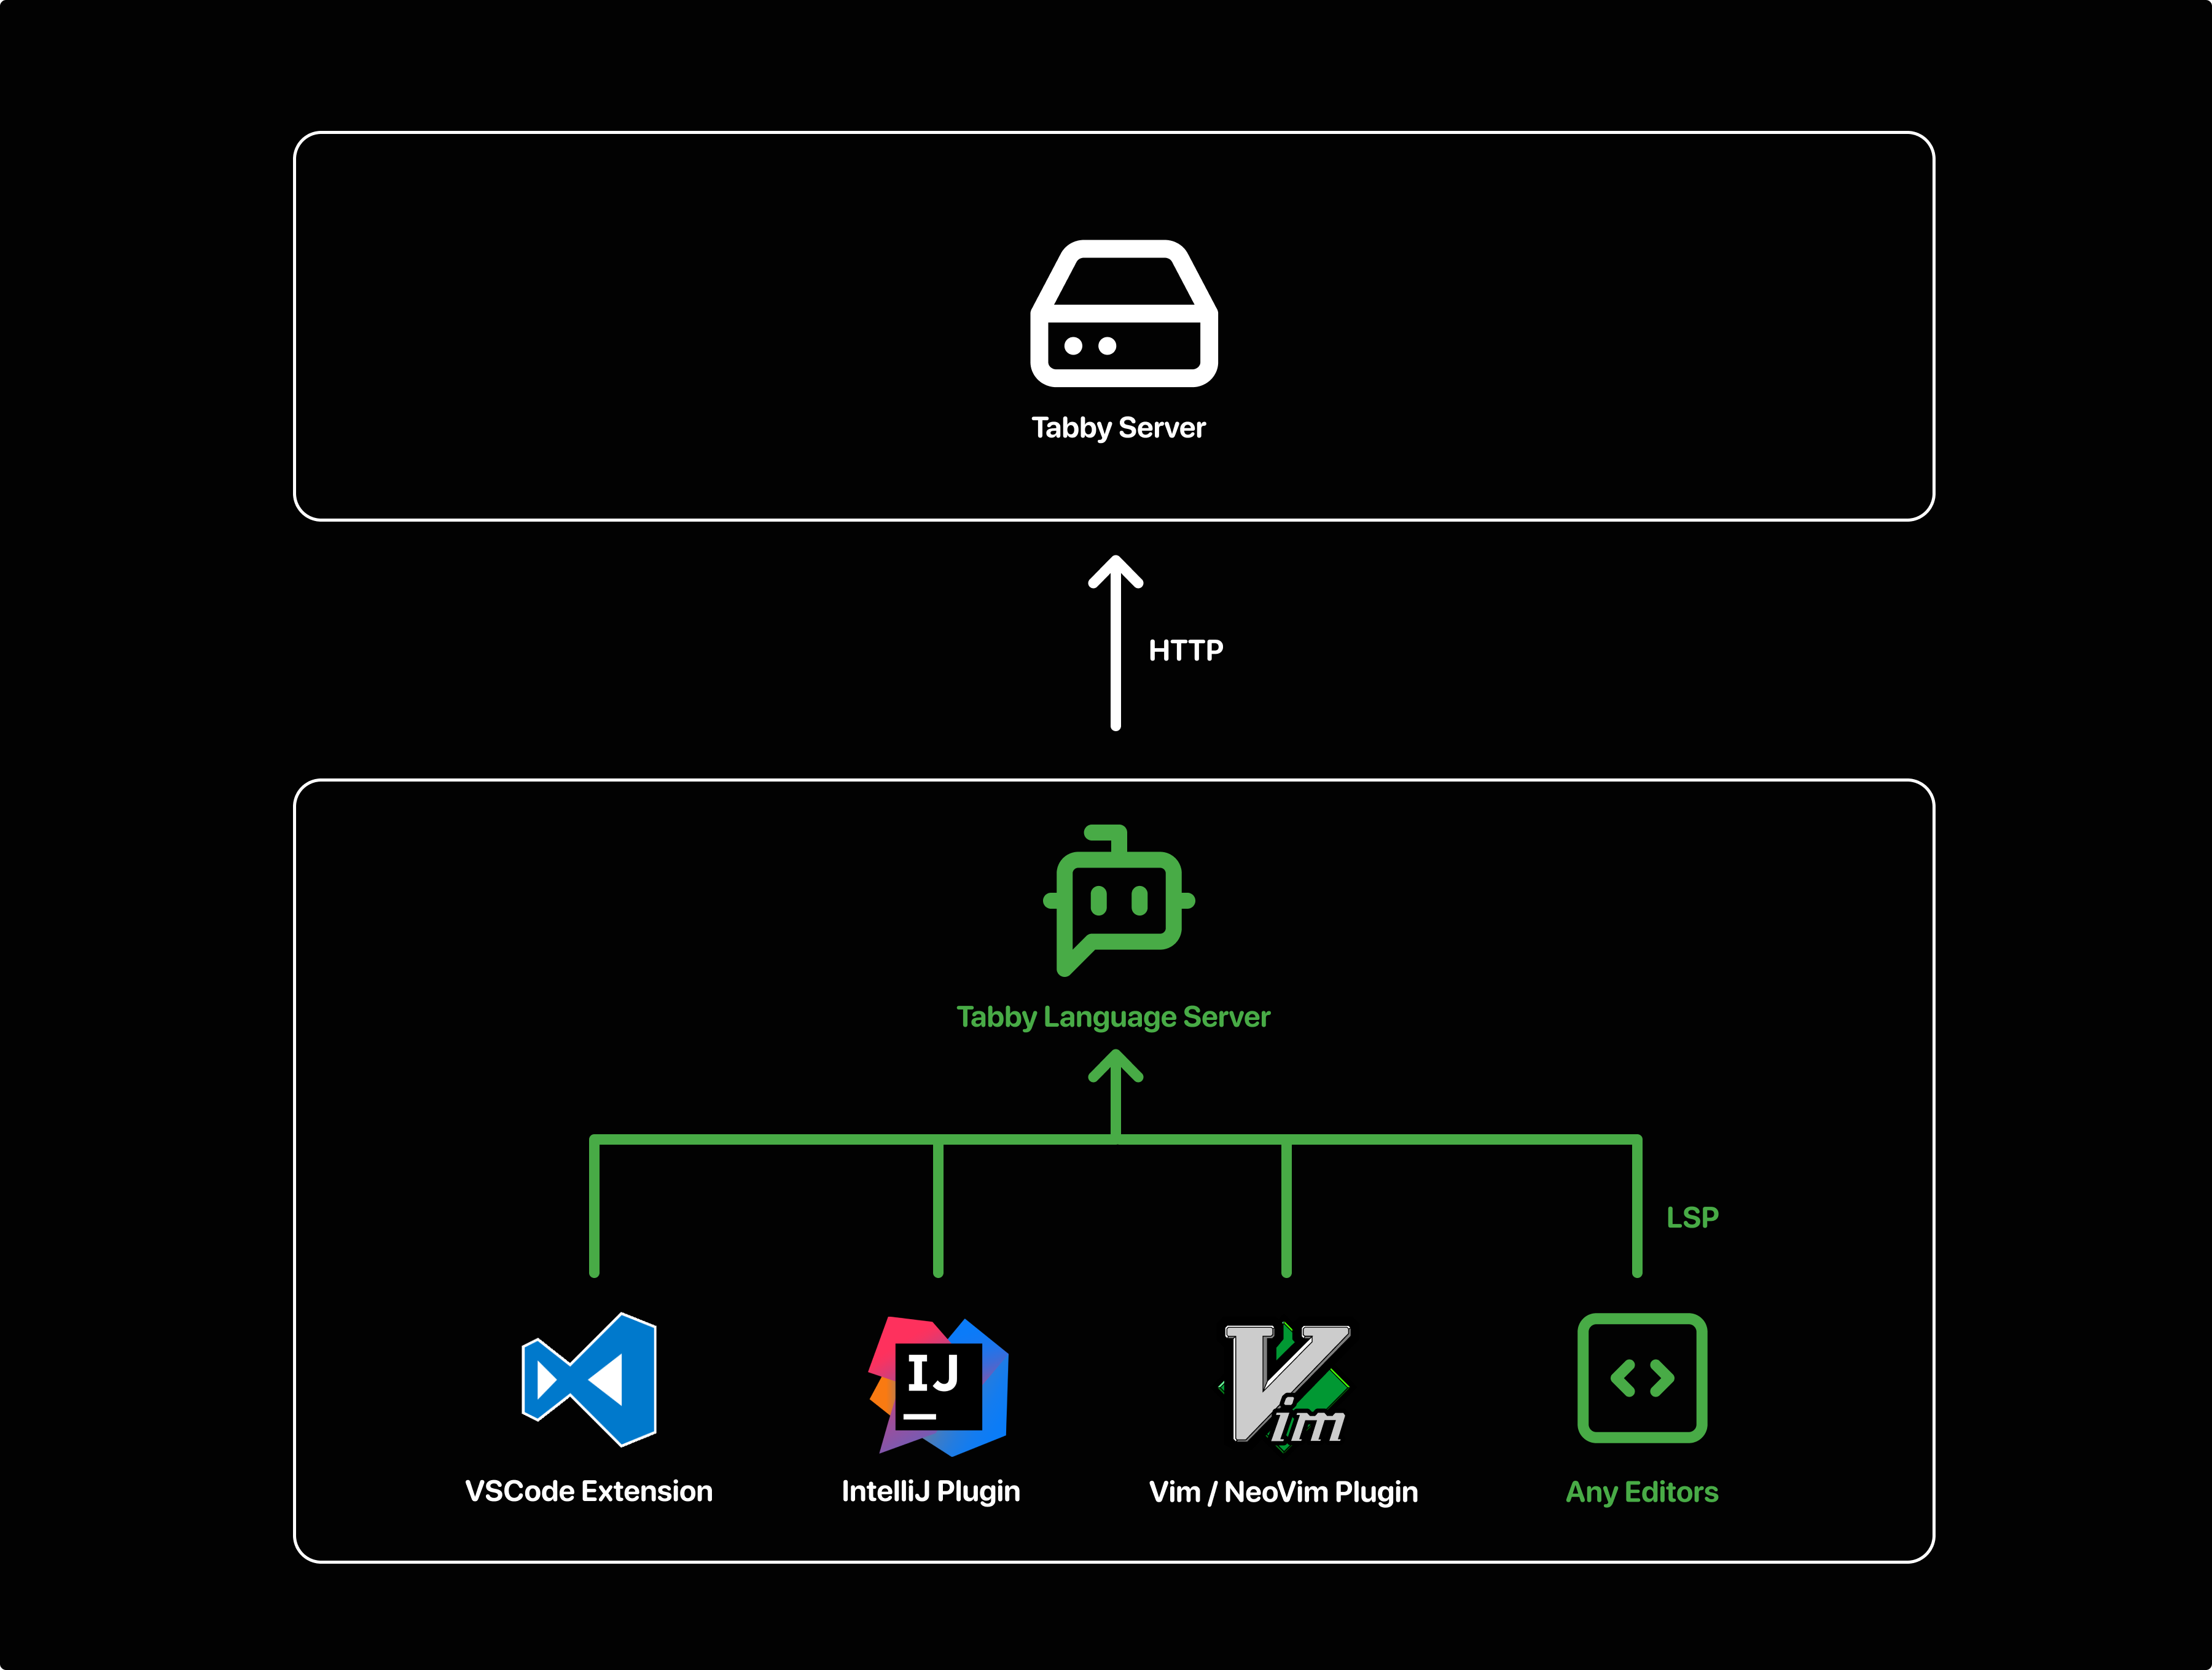 Tabby Server
HTTP
Tabby Language Server
LSP
IJ
Vim
VSCode Extension
IntelliJ Plugin
Vim / NeoVim Plugin
Any Editors